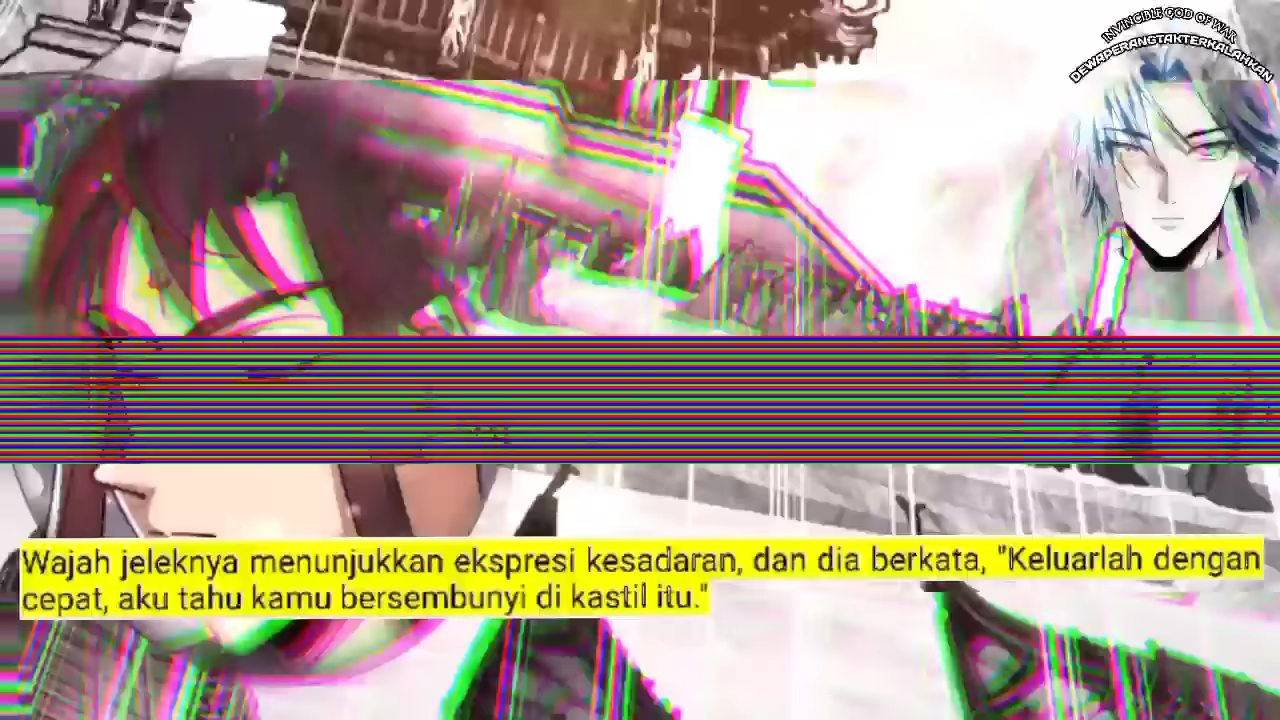 INVINCIBLE GOD OF WAR
DEWAPERANGTAKTERKALAHKAN
Wajah jeleknya menunjukkan ekspresi kesadaran, dan dia berkata, "Keluarlah dengan
cepat, aku tahu kamu bersembunyi di kastil itu."